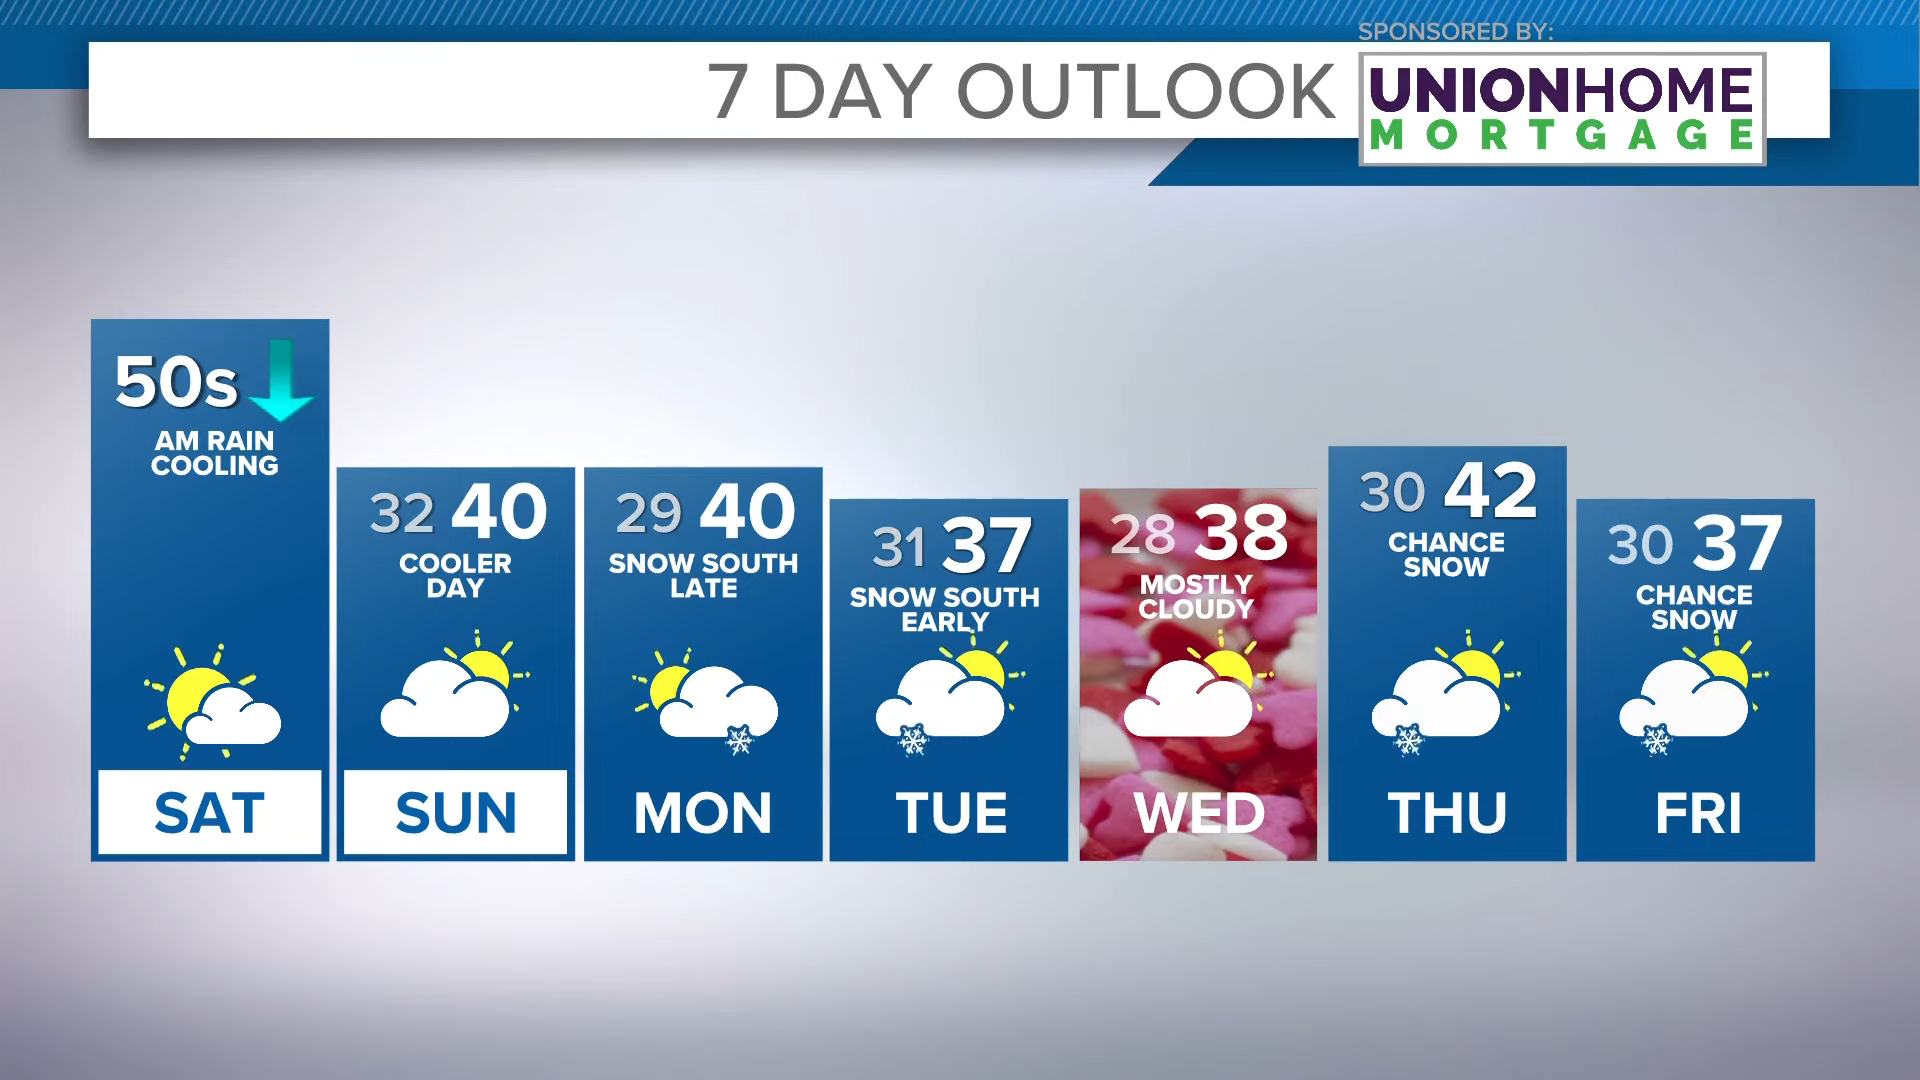 SPONSORED BY:
7 DAY OUTLOOK
UNIONHOME
MORTGAGE
50s
AM RAIN
COOLING
SAT
32 40
COOLER
DAY
SUN
29 40
SNOW SOUTH
LATE
MON
31 37
SNOW SOUTH
EARLY
TUE
28 38
MOSTLY
CLOUDY
WED
30 42
CHANCE
SNOW
THU
30 37
CHANCE
SNOW
FRI